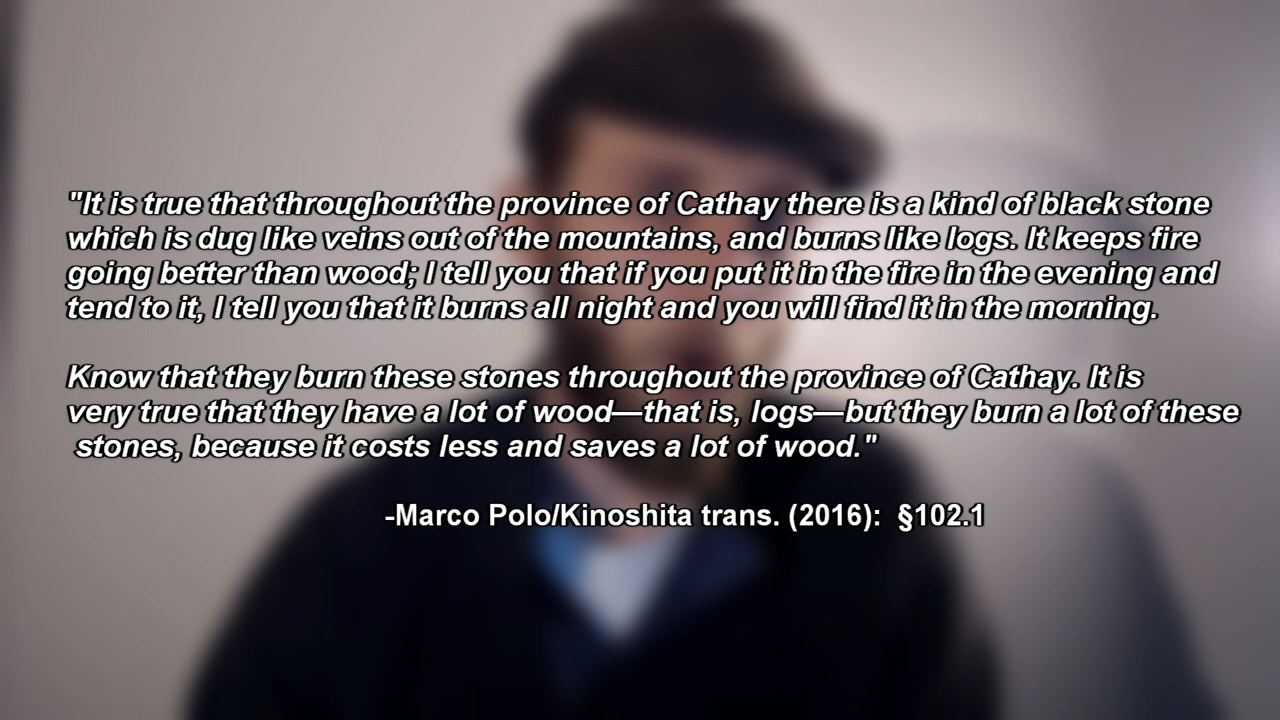 "It is true that throughout the province of Cathay there is a kind of black stone
which is dug like veins out of the mountains, and burns like logs. It keeps fire
going better than wood; I tell you that if you put it in the fire in the evening and
tend to it, I tell you that it burns all night and you will find it in the morning.
Know that they burn these stones throughout the province of Cathay. It is
very true that they have a lot of wood—that is, logs—but they burn a lot of these
stones, because it costs less and saves a lot of wood."
-Marco Polo/Kinoshita trans. (2016): §102.1